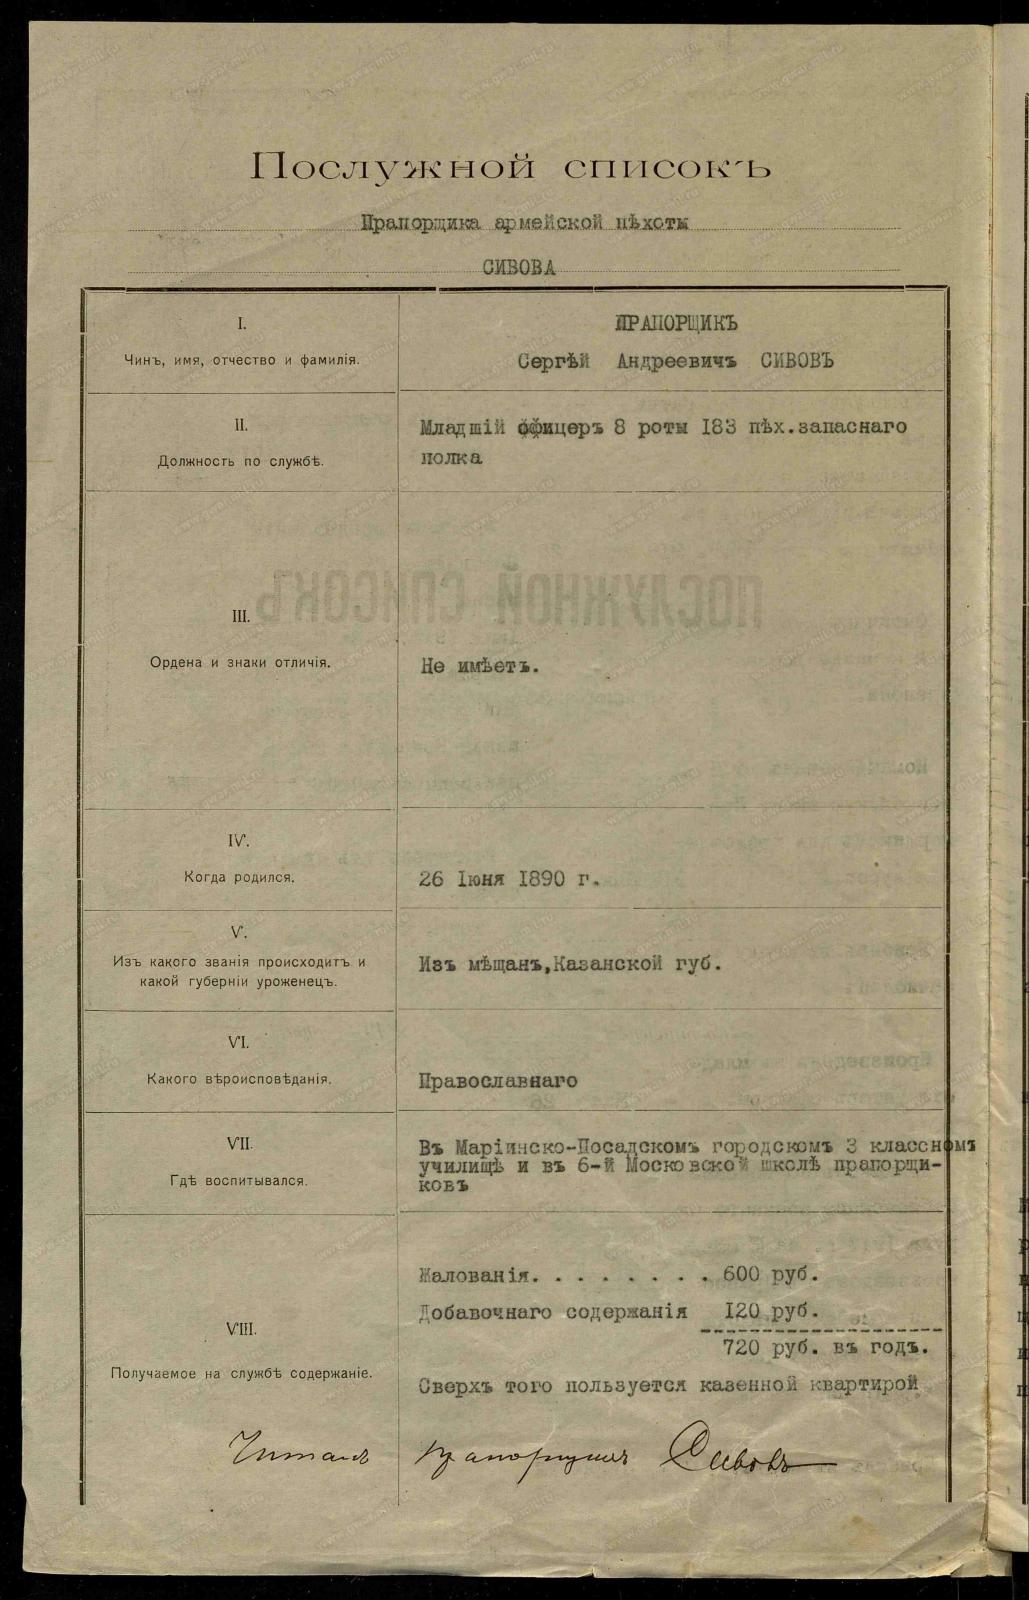 Послужной списокъ
Прапорщика армейской пѣхоты
СИВОВА
I.
Чинъ, имя, отчество и фамилія.
ПРАПОРЩИКЪ
Сергѣй Андреевичъ СИВОВЪ
II.
Должность по службѣ.
Младшій офицеръ 8 роты 183 пѣх.запаснаго
полка
III.
Ордена и знаки отличія.
Не имѣетъ.
IV.
Когда родился.
26 Іюня 1890 г.
V.
Изъ какого званія происходитъ и
какой губерніи уроженецъ.
Изъ мѣщанъ,Казанской губ.
VI.
Какого вѣроисповѣданія.
Православнаго
VII.
Гдѣ воспитывался.
Въ Маріинско-Посадскомъ городскомъ 3 классномъ
училищѣ и въ 6-й Московской школѣ прапорщи-
ковъ
VIII.
Получаемое на службѣ содержаніе.
Жалованія. . . . . . . . 600 руб.
Добавочнаго содержанія 120 руб.
720 руб. въ годъ.
Сверхъ того пользуется казенной квартирой
Читалъ прапорщикъ Сивовъ
www.gwar.mil.ru